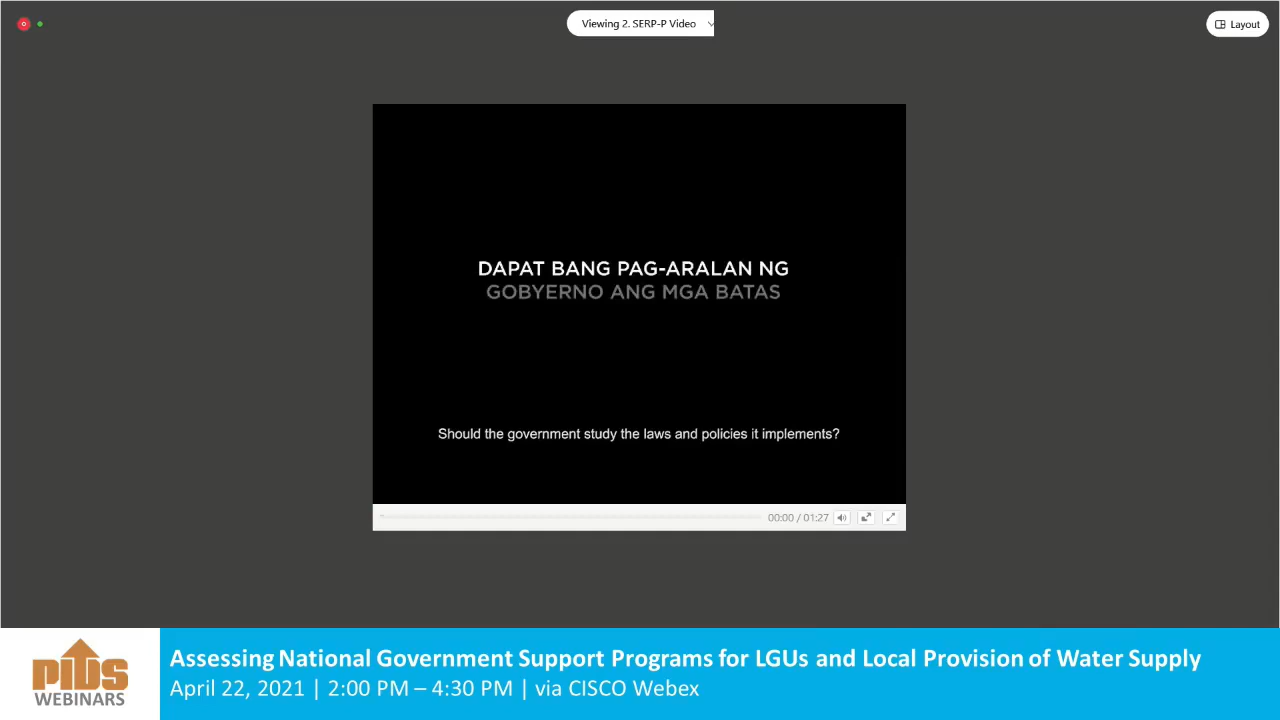 Viewing 2. SERP-P Video
Layout
DAPAT BANG PAG-ARALAN NG
GOBYERNO ANG MGA BATAS
Should the government study the laws and policies it implements?
00:00 / 01:27
PIDS
WEBINARS
Assessing National Government Support Programs for LGUs and Local Provision of Water Supply
April 22, 2021 | 2:00 PM – 4:30 PM | via CISCO Webex